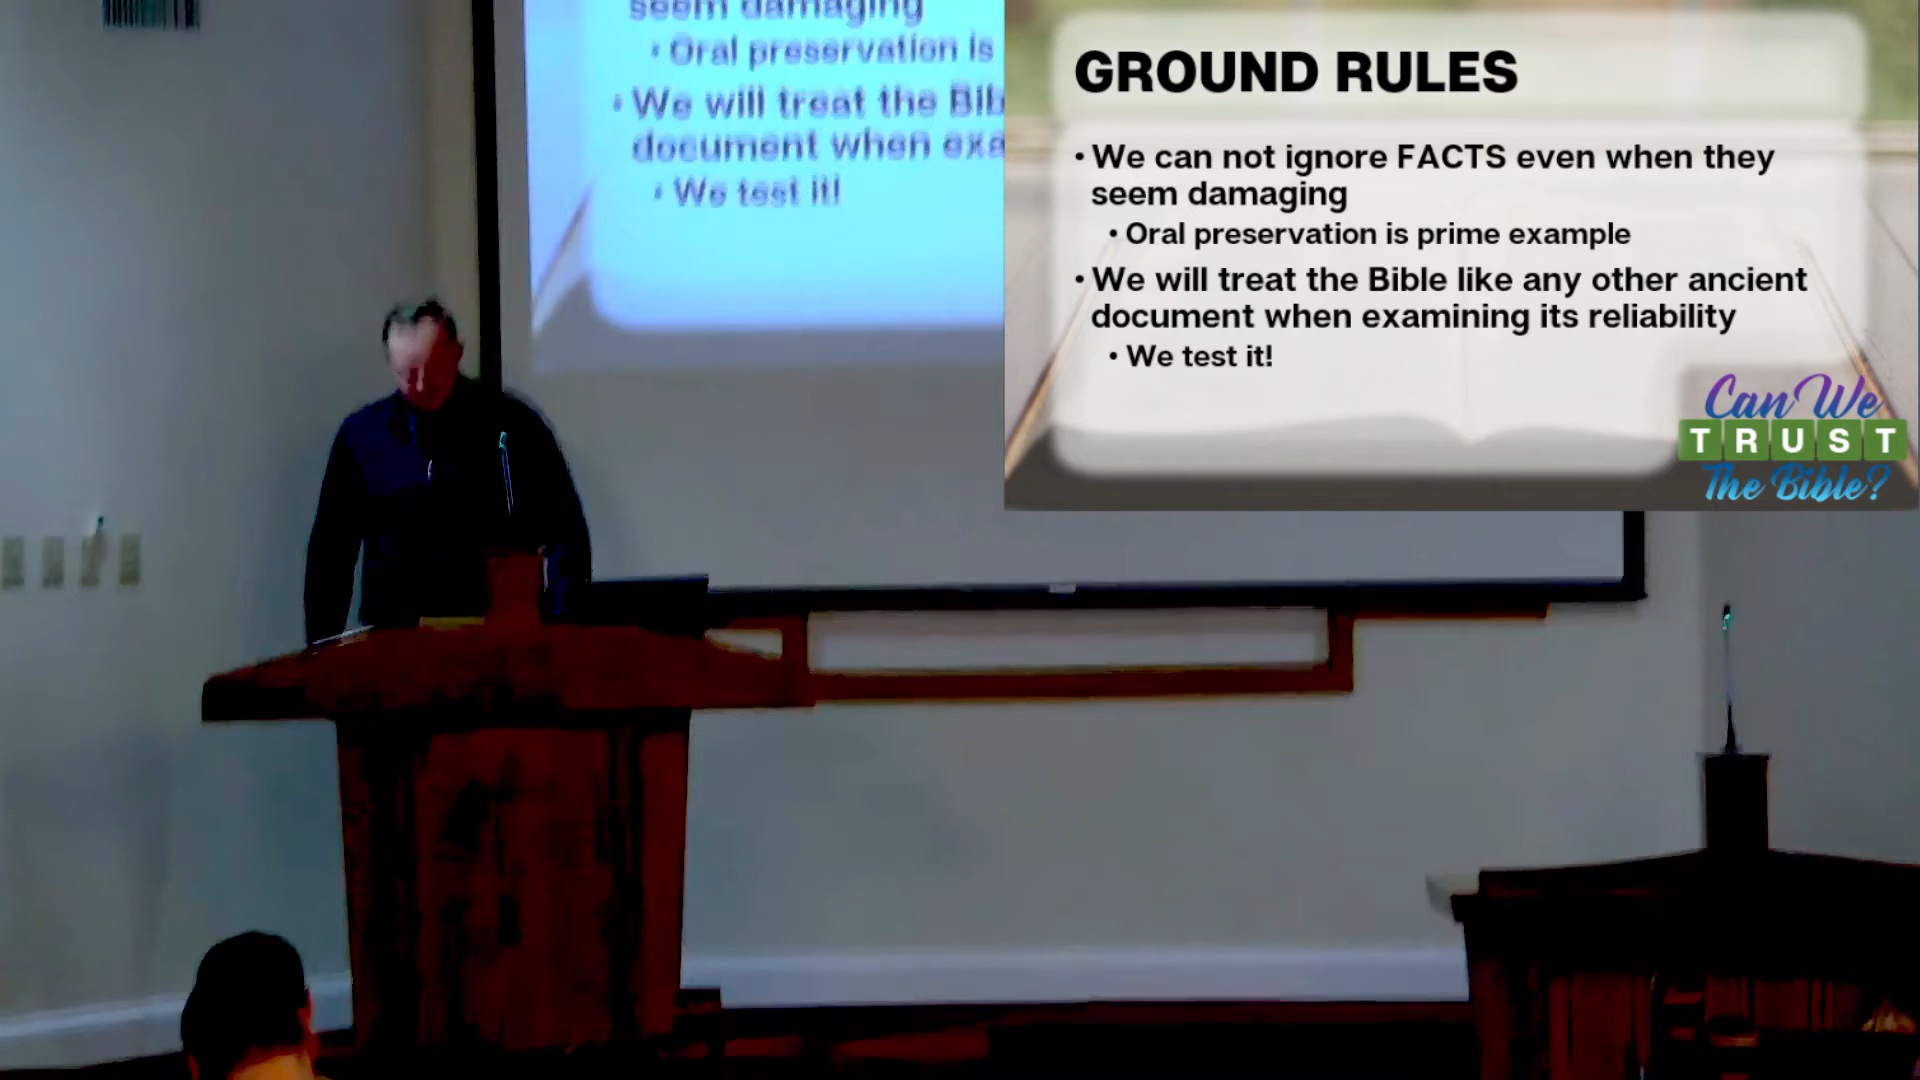 seem damaging
• Oral preservation is
• We will treat the Bib
document when exa
• We test it!
GROUND RULES
• We can not ignore FACTS even when they
seem damaging
• Oral preservation is prime example
• We will treat the Bible like any other ancient
document when examining its reliability
• We test it!
Can We
TRUST
The Bible?